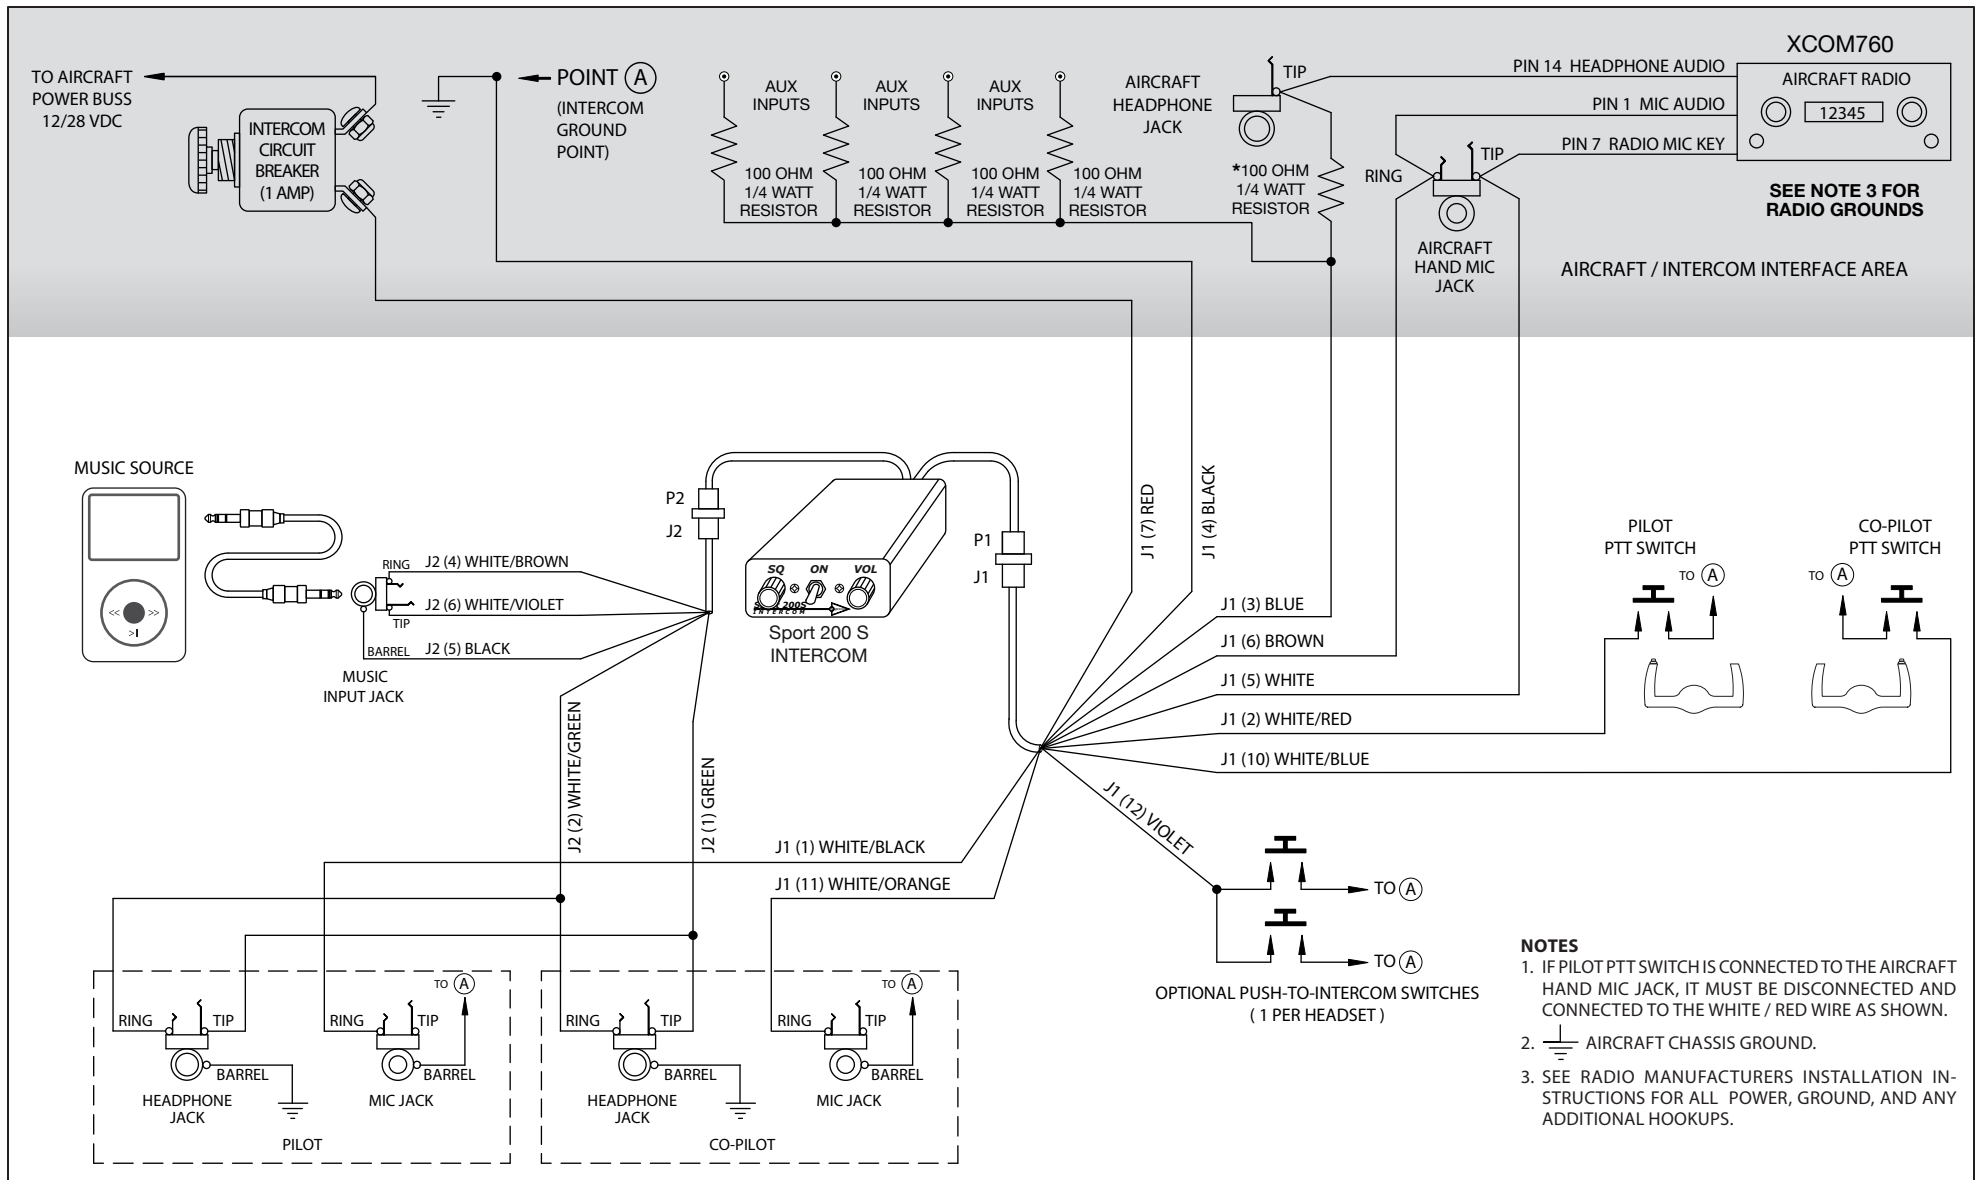 XCOM760
AIRCRAFT RADIO
12345
PIN 14 HEADPHONE AUDIO
PIN 1 MIC AUDIO
PIN 7 RADIO MIC KEY
SEE NOTE 3 FOR
RADIO GROUNDS
TO AIRCRAFT
POWER BUSS
12/28 VDC
INTERCOM
CIRCUIT
BREAKER
(1 AMP)
POINT A
(INTERCOM
GROUND
POINT)
AUX
INPUTS
AUX
INPUTS
AUX
INPUTS
100 OHM
1/4 WATT
RESISTOR
100 OHM
1/4 WATT
RESISTOR
100 OHM
1/4 WATT
RESISTOR
100 OHM
1/4 WATT
RESISTOR
AIRCRAFT
HEADPHONE
JACK
TIP
*100 OHM
1/4 WATT
RESISTOR
RING
TIP
AIRCRAFT
HAND MIC
JACK
AIRCRAFT / INTERCOM INTERFACE AREA
MUSIC SOURCE
<<
>>
>I
RING
J2 (4) WHITE/BROWN
J2 (6) WHITE/VIOLET
TIP
BARREL
J2 (5) BLACK
MUSIC
INPUT JACK
P2
J2
SQ
ON
VOL
200S
INTERCOM
Sport 200 S
INTERCOM
P1
J1
J1 (7) RED
J1 (4) BLACK
J1 (3) BLUE
J1 (6) BROWN
J1 (5) WHITE
J1 (2) WHITE/RED
J1 (10) WHITE/BLUE
J1 (12) VIOLET
PILOT
PTT SWITCH
TO A
CO-PILOT
PTT SWITCH
TO A
J2 (2) WHITE/GREEN
J2 (1) GREEN
J1 (1) WHITE/BLACK
J1 (11) WHITE/ORANGE
TO A
TO A
OPTIONAL PUSH-TO-INTERCOM SWITCHES
( 1 PER HEADSET )
RING
TIP
BARREL
HEADPHONE
JACK
RING
TIP
TO A
BARREL
MIC JACK
PILOT
RING
TIP
BARREL
HEADPHONE
JACK
RING
TIP
TO A
BARREL
MIC JACK
CO-PILOT
NOTES
1. IF PILOT PTT SWITCH IS CONNECTED TO THE AIRCRAFT
HAND MIC JACK, IT MUST BE DISCONNECTED AND
CONNECTED TO THE WHITE / RED WIRE AS SHOWN.
2. AIRCRAFT CHASSIS GROUND.
3. SEE RADIO MANUFACTURERS INSTALLATION IN-
STRUCTIONS FOR ALL POWER, GROUND, AND ANY
ADDITIONAL HOOKUPS.